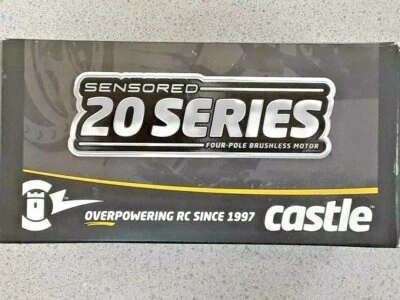 SENSORED
20 SERIES
FOUR-POLE BRUSHLESS MOTOR
OVERPOWERING RC SINCE 1997
castle